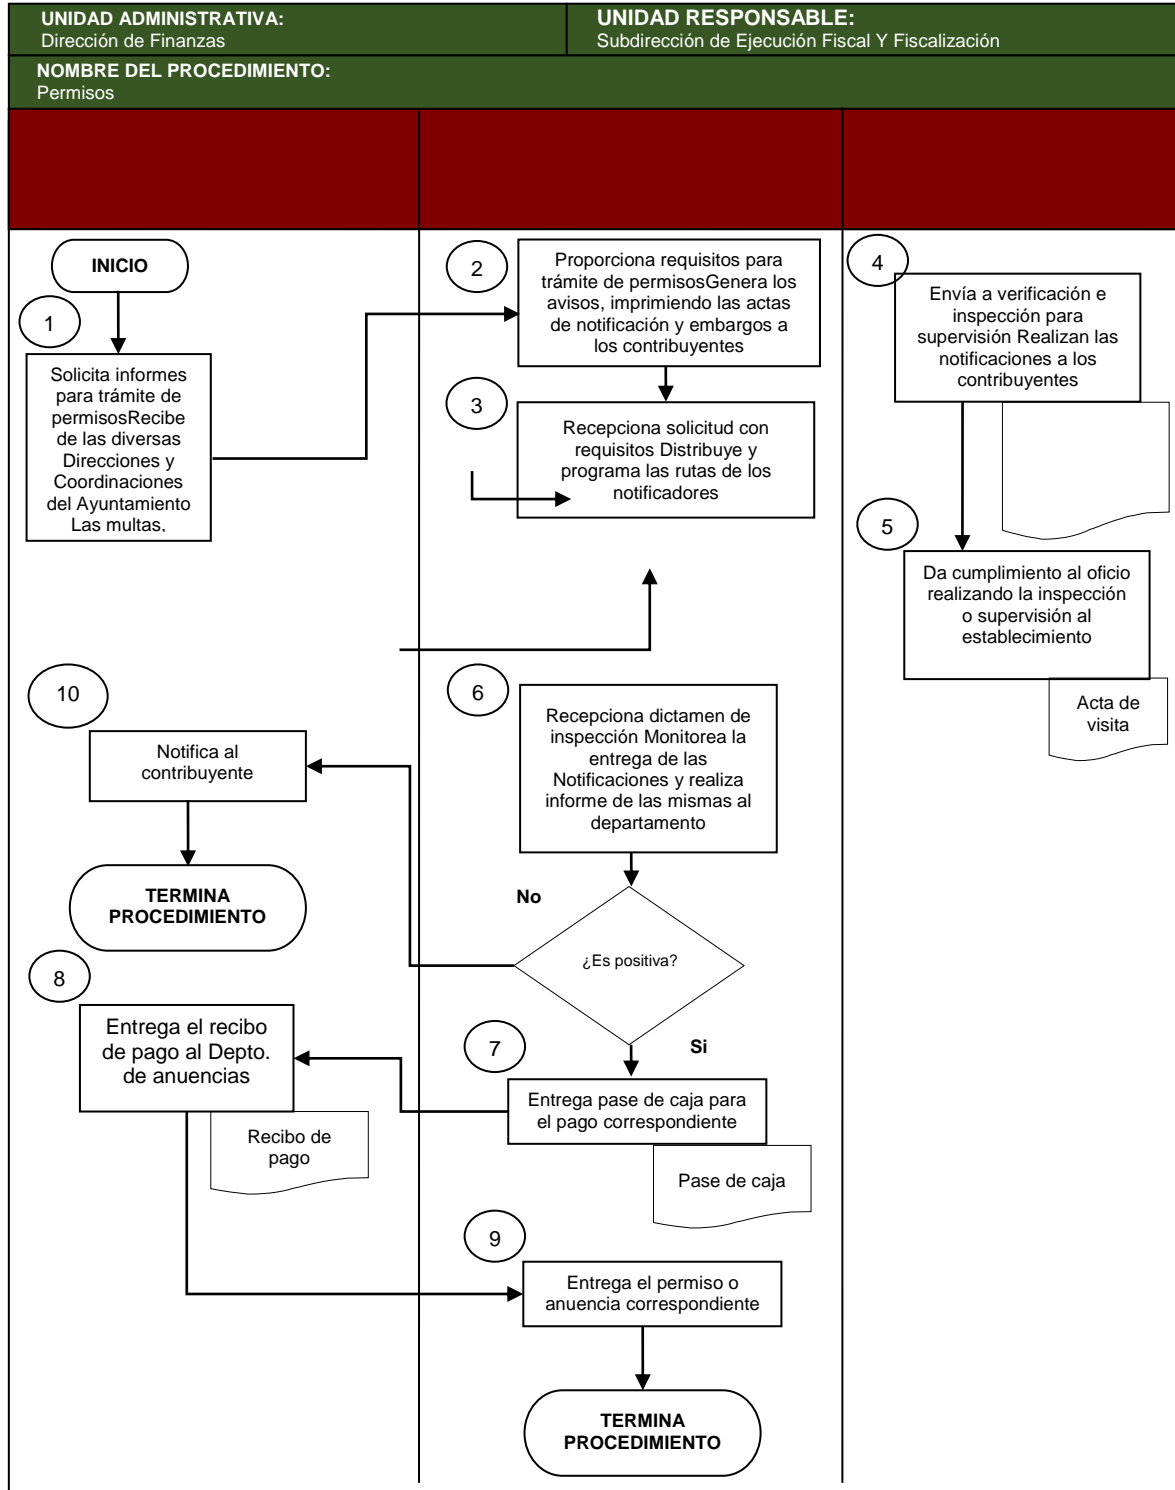 UNIDAD ADMINISTRATIVA:
Dirección de Finanzas
UNIDAD RESPONSABLE:
Subdirección de Ejecución Fiscal Y Fiscalización
NOMBRE DEL PROCEDIMIENTO:
Permisos
INICIO
1
Solicita informes
para trámite de
permisosRecibe
de las diversas
Direcciones y
Coordinaciones
del Ayuntamiento
Las multas.
2
Proporciona requisitos para
trámite de permisosGenera los
avisos, imprimiendo las actas
de notificación y embargos a
los contribuyentes
3
Recepciona solicitud con
requisitos Distribuye y
programa las rutas de los
notificadores
4
Envía a verificación e
inspección para
supervisión Realizan las
notificaciones a los
contribuyentes
5
Da cumplimiento al oficio
realizando la inspección
o supervisión al
establecimiento
Acta de
visita
6
Recepciona dictamen de
inspección Monitorea la
entrega de las
Notificaciones y realiza
informe de las mismas al
departamento
¿Es positiva?
No
Si
10
Notifica al
contribuyente
TERMINA
PROCEDIMIENTO
7
Entrega pase de caja para
el pago correspondiente
Pase de caja
8
Entrega el recibo
de pago al Depto.
de anuencias
Recibo de
pago
9
Entrega el permiso o
anuencia correspondiente
TERMINA
PROCEDIMIENTO